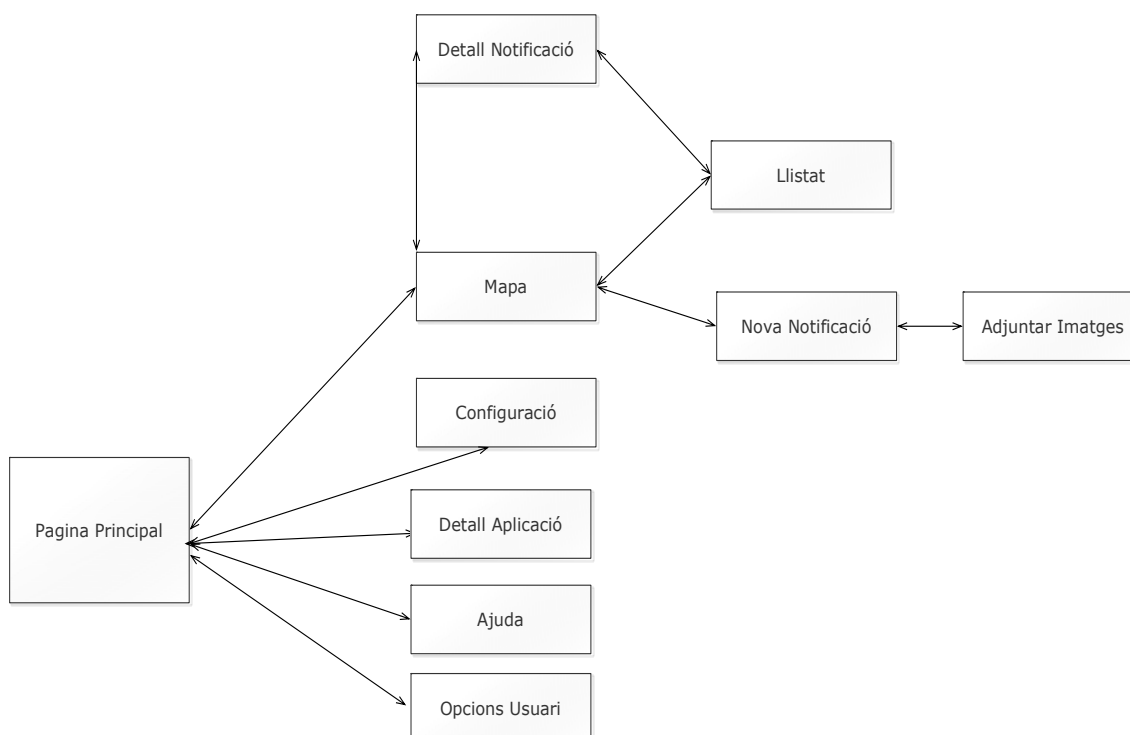 Detall Notificació
Llistat
Mapa
Nova Notificació
Adjuntar Imatges
Configuració
Pagina Principal
Detall Aplicació
Ajuda
Opcions Usuari